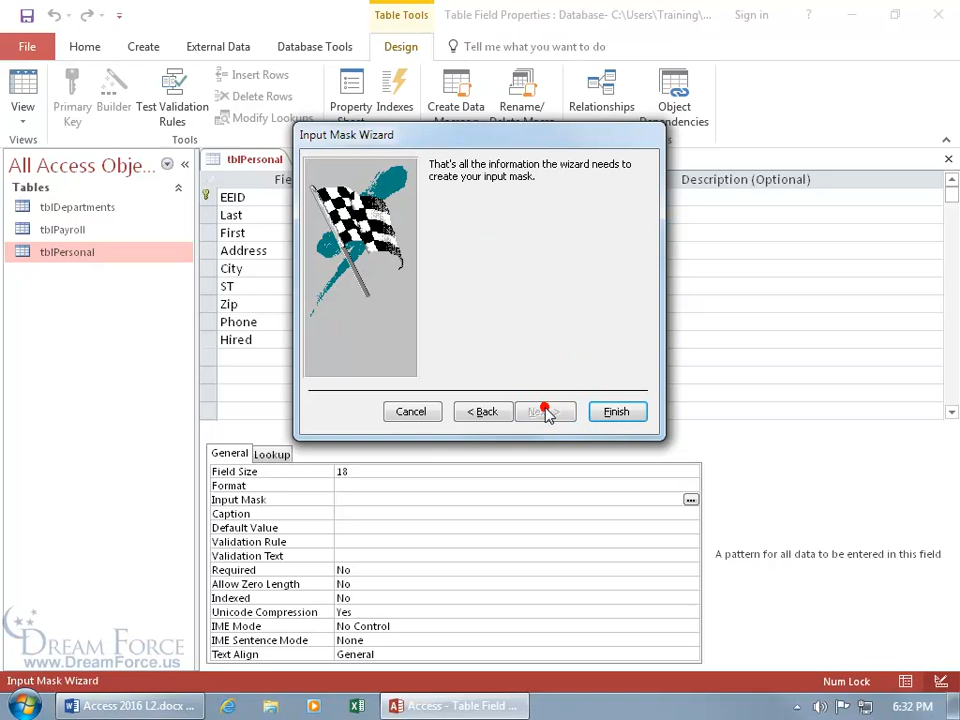 Table Tools
Table Field Properties : Database- C:\Users\Training\...
Sign in
?
File
Home
Create
External Data
Database Tools
Design
Tell me what you want to do
View
Primary Key
Builder
Test Validation Rules
Insert Rows
Delete Rows
Modify Lookups
Property
Indexes
Create Data
Rename/
Relationships
Object Dependencies
Views
Tools
All Access Obje...
Tables
tblDepartments
tblPayroll
tblPersonal
tblPersonal
Description (Optional)
EEID
Last
First
Address
City
ST
Zip
Phone
Hired
Input Mask Wizard
That's all the information the wizard needs to
create your input mask.
Cancel
< Back
Finish
General
Lookup
Field Size 18
Format
Input Mask
Caption
Default Value
Validation Rule
Validation Text
Required No
Allow Zero Length No
Indexed No
Unicode Compression Yes
IME Mode No Control
IME Sentence Mode None
Text Align General
A pattern for all data to be entered in this field
DREAM FORCE
www.DreamForce.us
Input Mask Wizard
Num Lock
Access 2016 L2.docx ...
Access - Table Field ...
6:32 PM